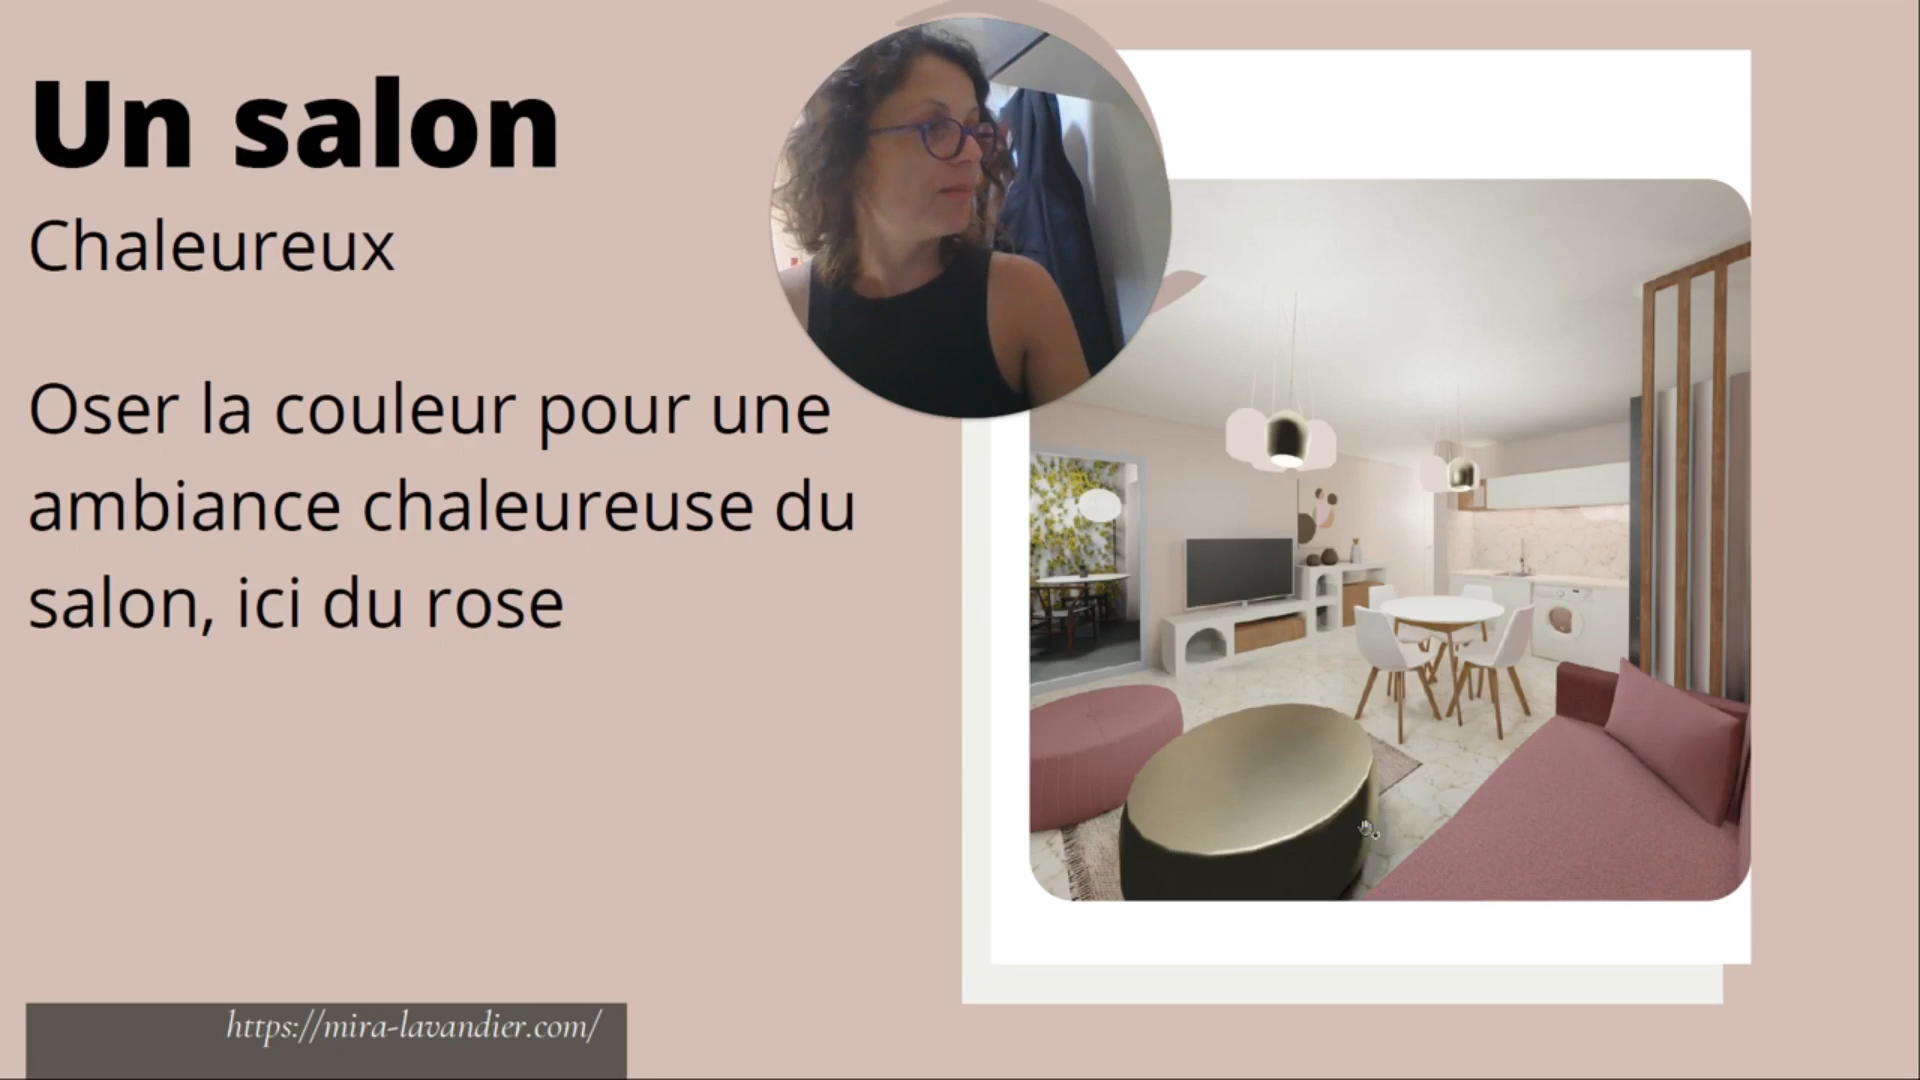 Un salon
Chaleureux
Oser la couleur pour une
ambiance chaleureuse du
salon, ici du rose
https://mira-lavandier.com/